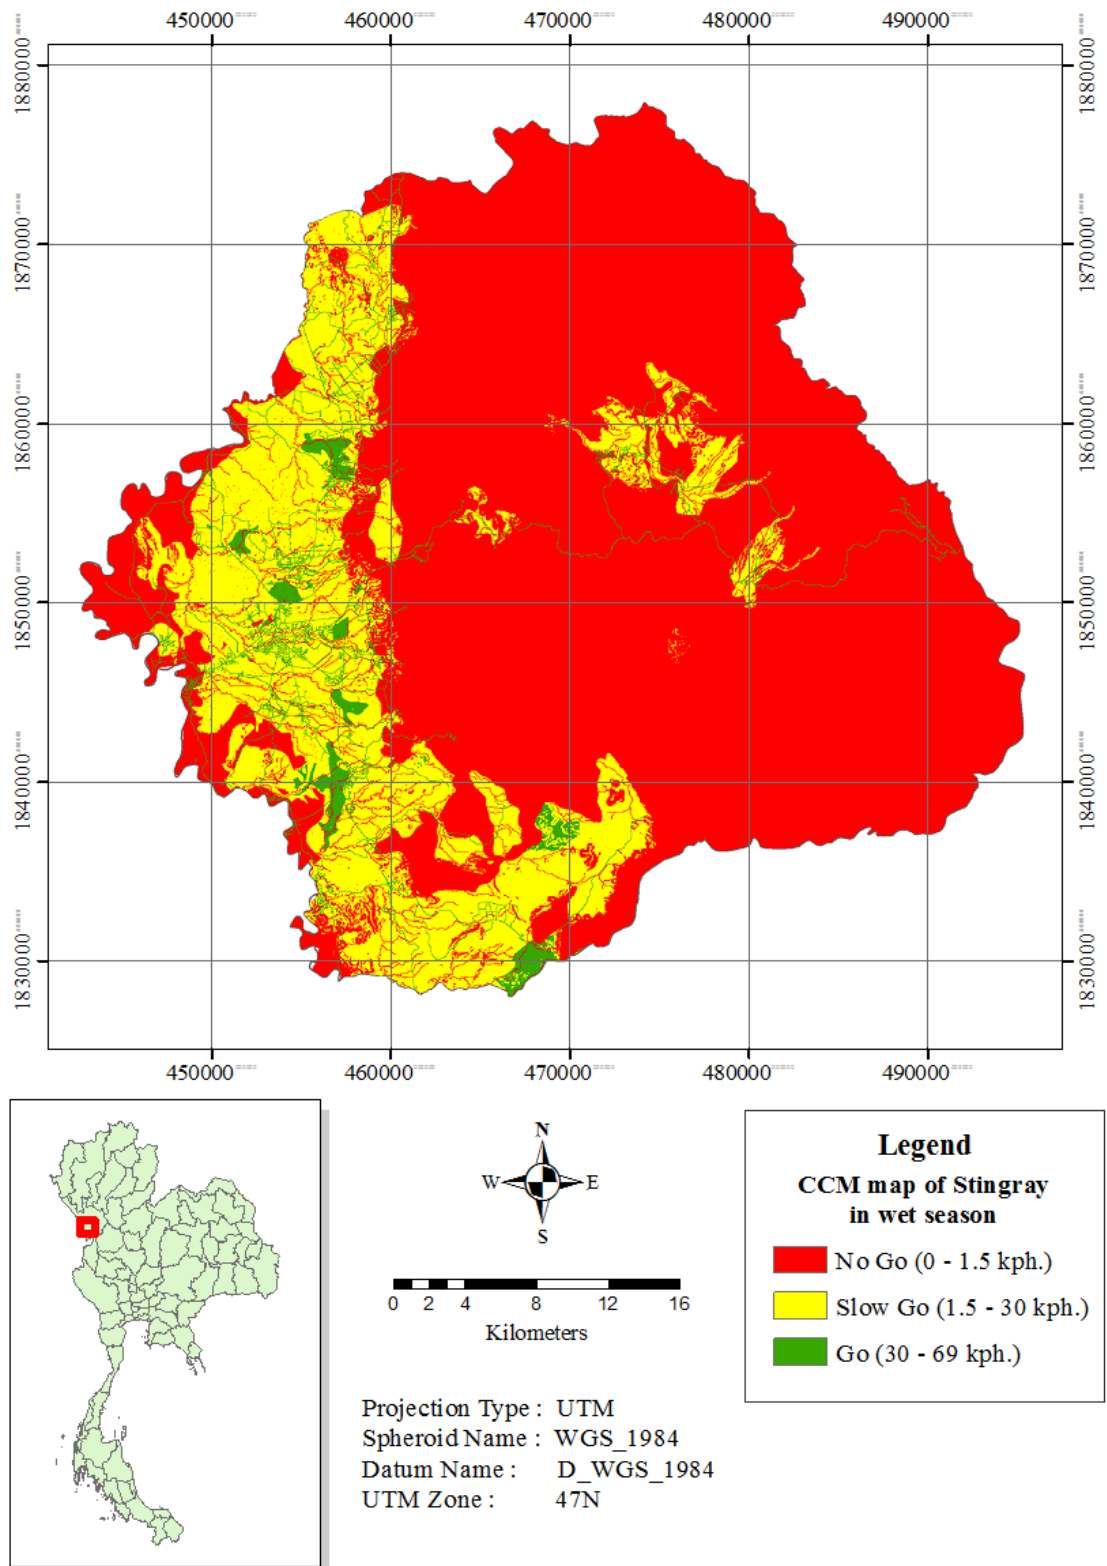 450000 460000 470000 480000 490000
1880000 1880000
1870000 1870000
1860000 1860000
1850000 1850000
1840000 1840000
1830000 1830000
450000 460000 470000 480000 490000
N
W E
S
0 2 4 8 12 16
Kilometers
Projection Type : UTM
Spheroid Name : WGS_1984
Datum Name : D_WGS_1984
UTM Zone : 47N
Legend
CCM map of Stingray
in wet season
No Go (0 - 1.5 kph.)
Slow Go (1.5 - 30 kph.)
Go (30 - 69 kph.)